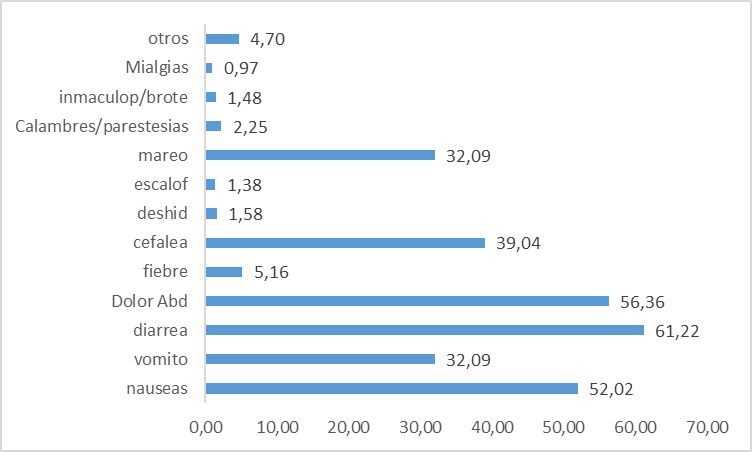 otros 4,70
Mialgias 0,97
inmaculop/brote 1,48
Calambres/parestesias 2,25
mareo 32,09
escalof 1,38
deshid 1,58
cefalea 39,04
fiebre 5,16
Dolor Abd 56,36
diarrea 61,22
vomito 32,09
nauseas 52,02
0,00 10,00 20,00 30,00 40,00 50,00 60,00 70,00